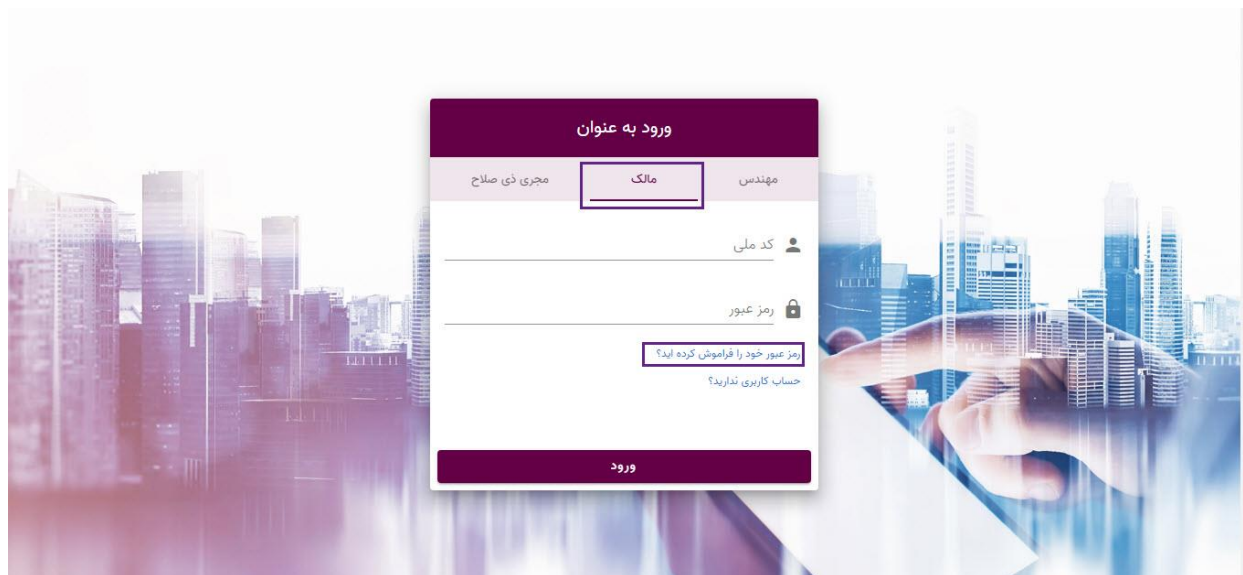 ورود به عنوان
مهندس مالک مجری ذی صلاح
کد ملی
رمز عبور
رمز عبور خود را فراموش کرده اید؟
حساب کاربری ندارید؟
ورود